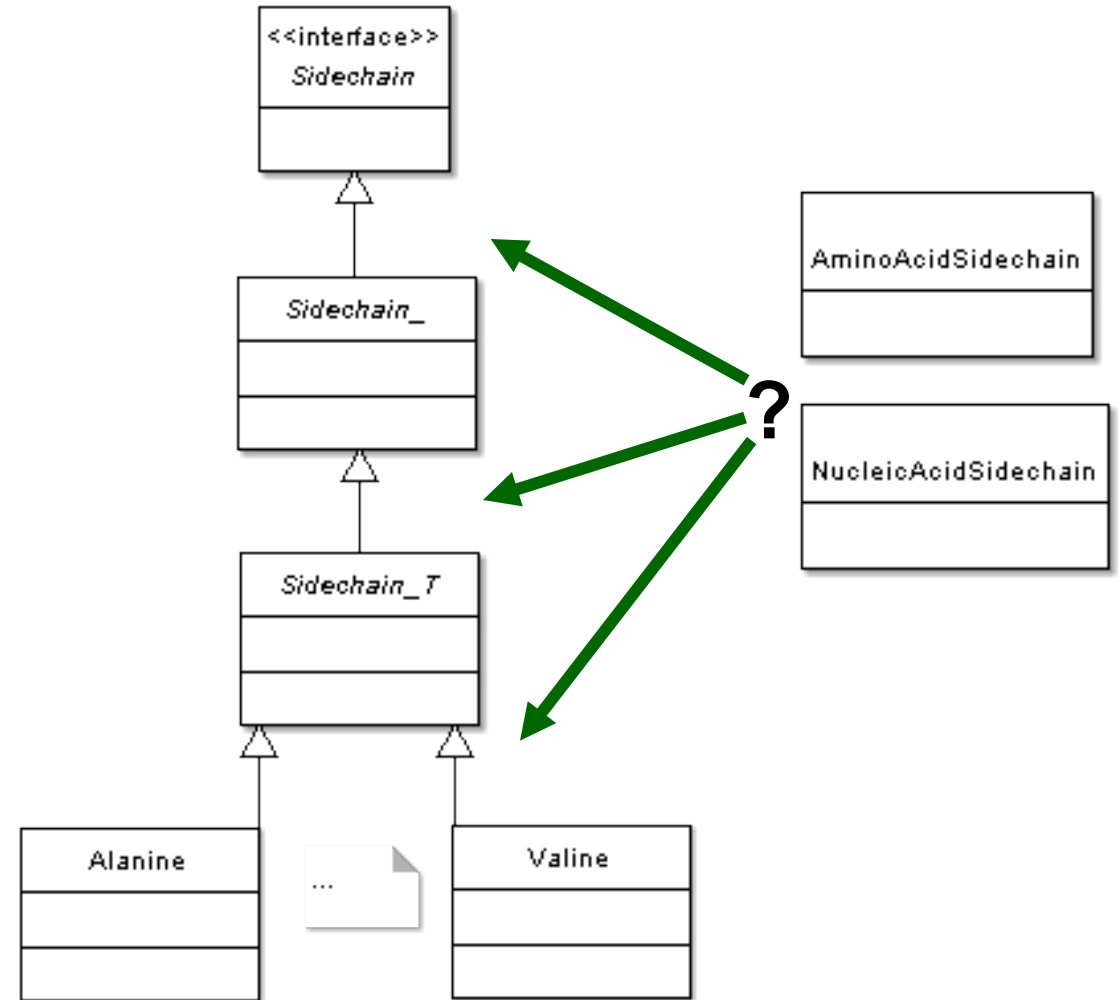 <<interface>>
Sidechain
Sidechain_
Sidechain_T
Alanine
...
Valine
?
AminoAcidSidechain
NucleicAcidSidechain